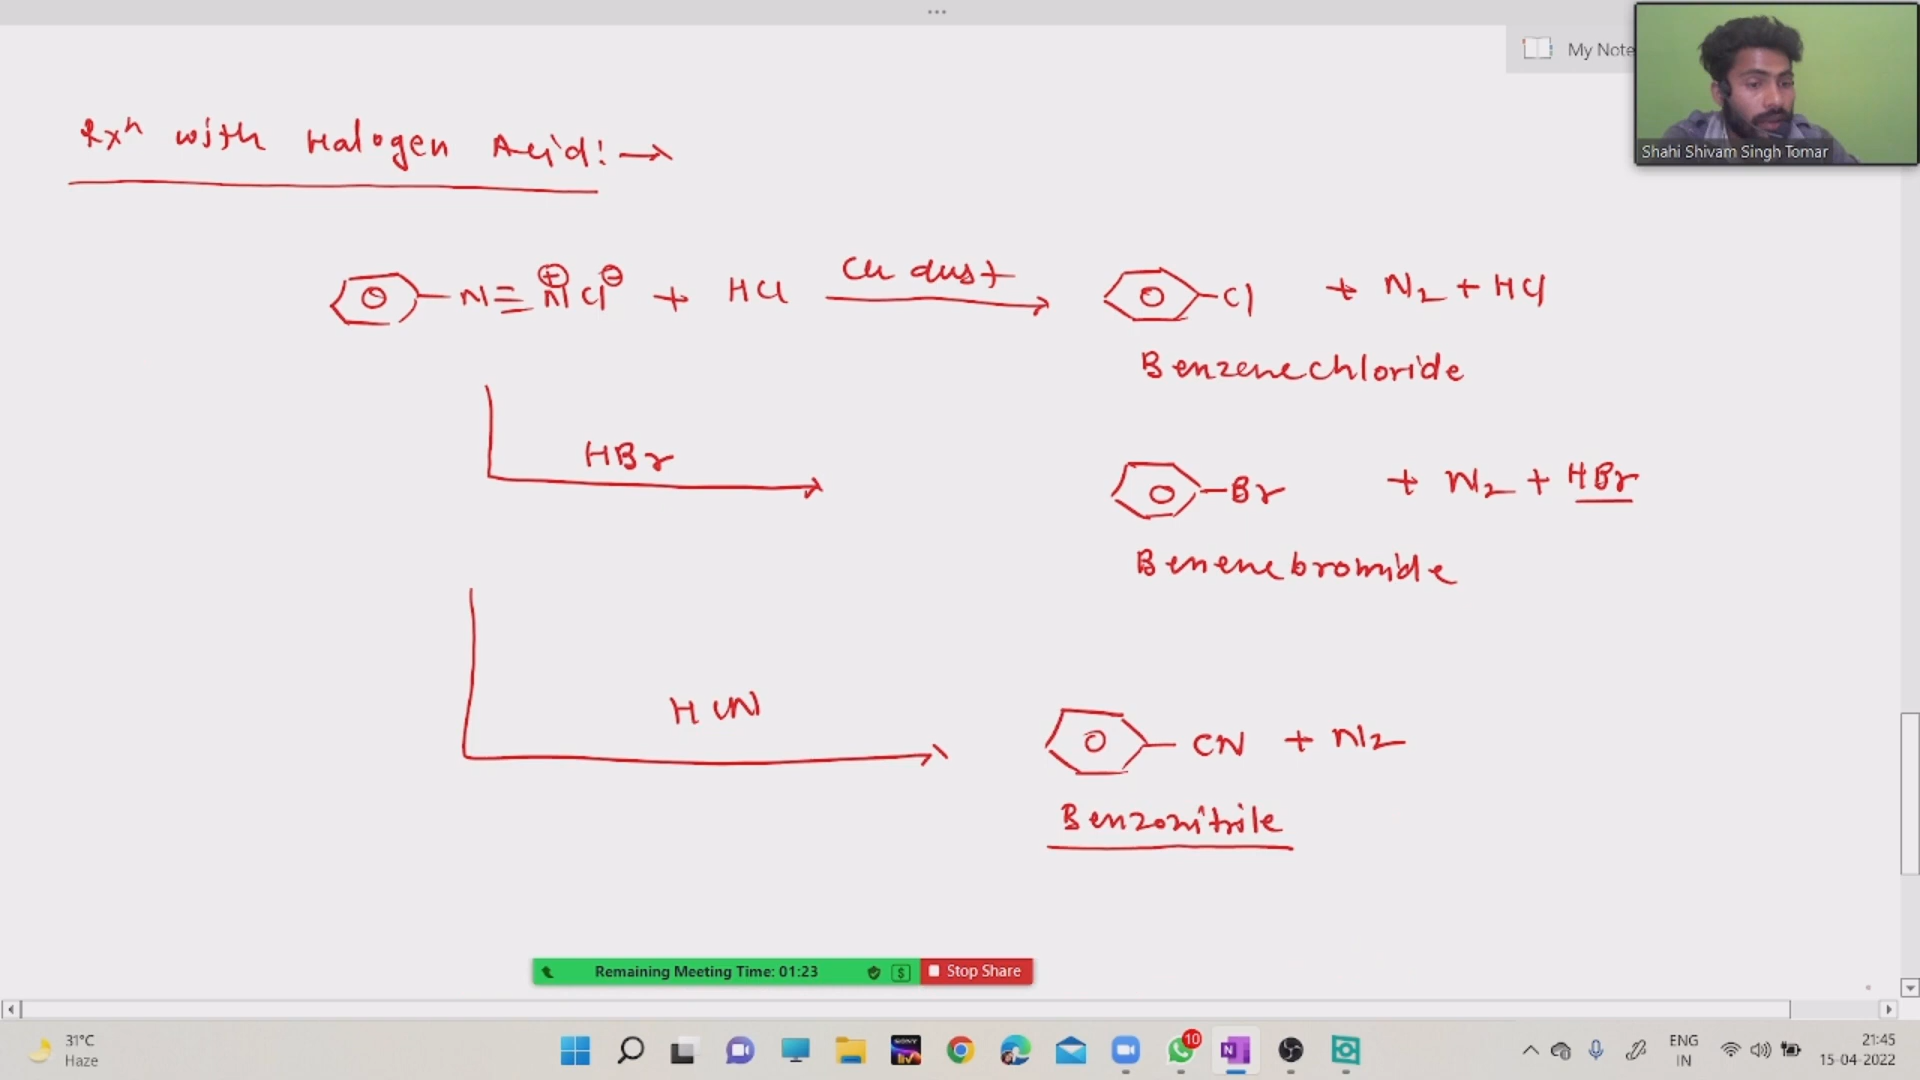 My Note
Shahi Shivam Singh Tomar
Rxn with Halogen Acid:→
N≡N⊕ Cl⊖ + HCl Cu dust → Cl + N2 + HCl
Benzenechloride
HBr → Br + N2 + HBr
Benenebromide
HCN → CN + N2
Benzonitrile
Remaining Meeting Time: 01:23 Stop Share
31°C
Haze
SONY
liv
10
N
ENG
IN
21:45
15-04-2022